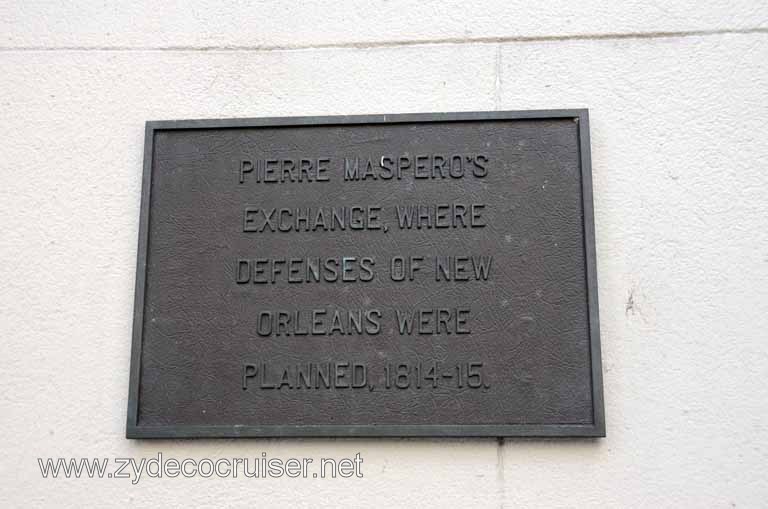 PIERRE MASPERO'S
EXCHANGE, WHERE
DEFENSES OF NEW
ORLEANS WERE
PLANNED, 1814-15.
www.zydecocruiser.net